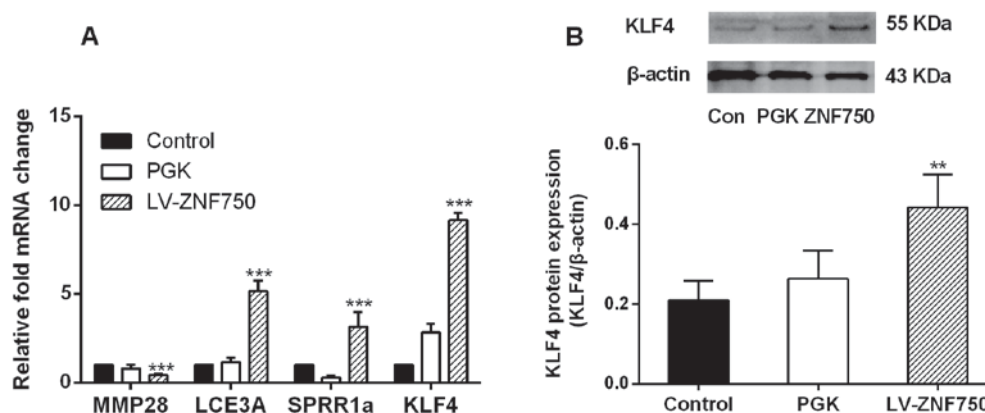 A
Relative fold mRNA change
15
10
5
0
Control
PGK
LV-ZNF750
***
***
***
***
MMP28 LCE3A SPRR1a KLF4
B
KLF4 55 KDa
β-actin 43 KDa
Con PGK ZNF750
KLF4 protein expression
(KLF4/β-actin)
0.6
0.4
0.2
0.0
**
Control PGK LV-ZNF750